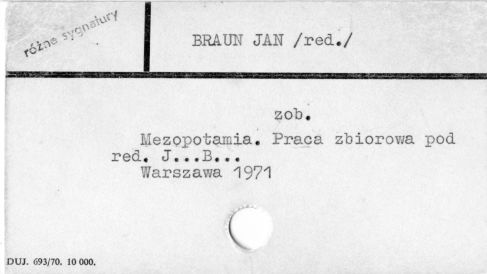 różne sygnatury
BRAUN JAN /red./
zob.
Mezopotamia. Praca zbiorowa pod
red. J...B...
Warszawa 1971
DUJ. 693/70. 10 000.